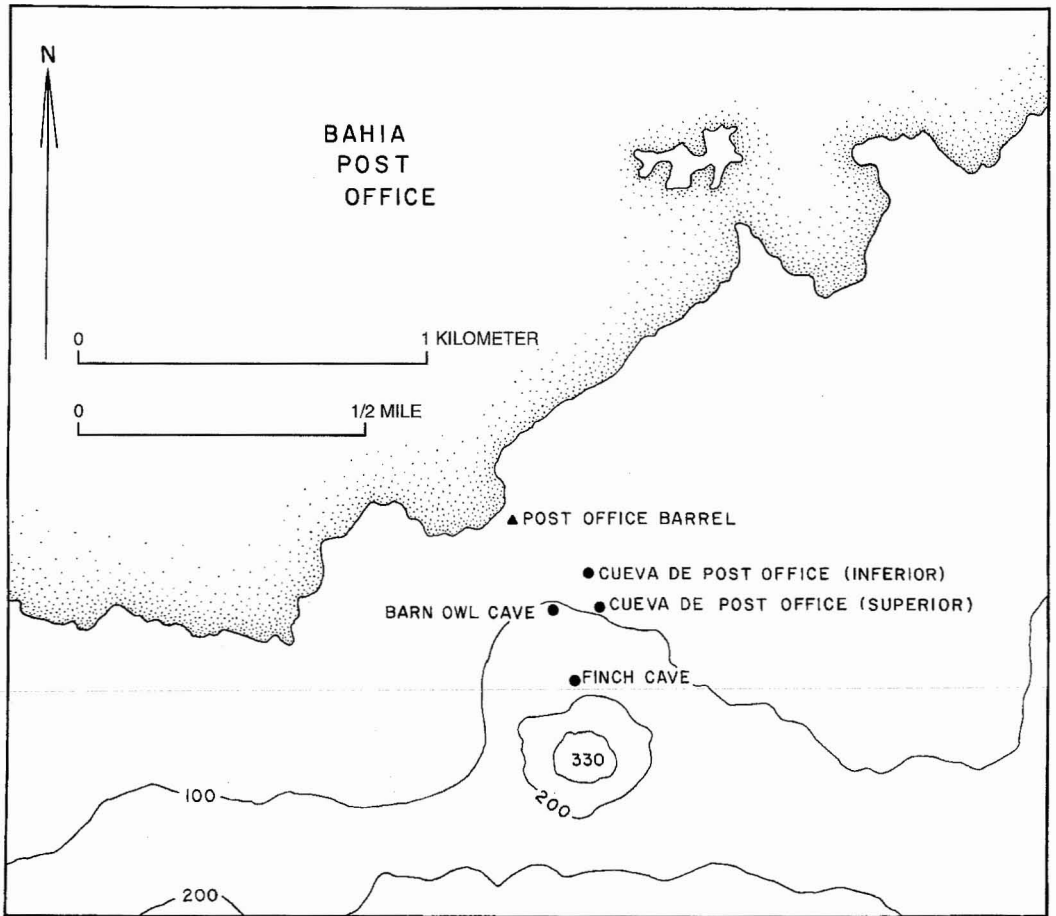 N
BAHIA
POST
OFFICE
0 1 KILOMETER
0 1/2 MILE
POST OFFICE BARREL
CUEVA DE POST OFFICE (INFERIOR)
BARN OWL CAVE
CUEVA DE POST OFFICE (SUPERIOR)
FINCH CAVE
330
100
200
200